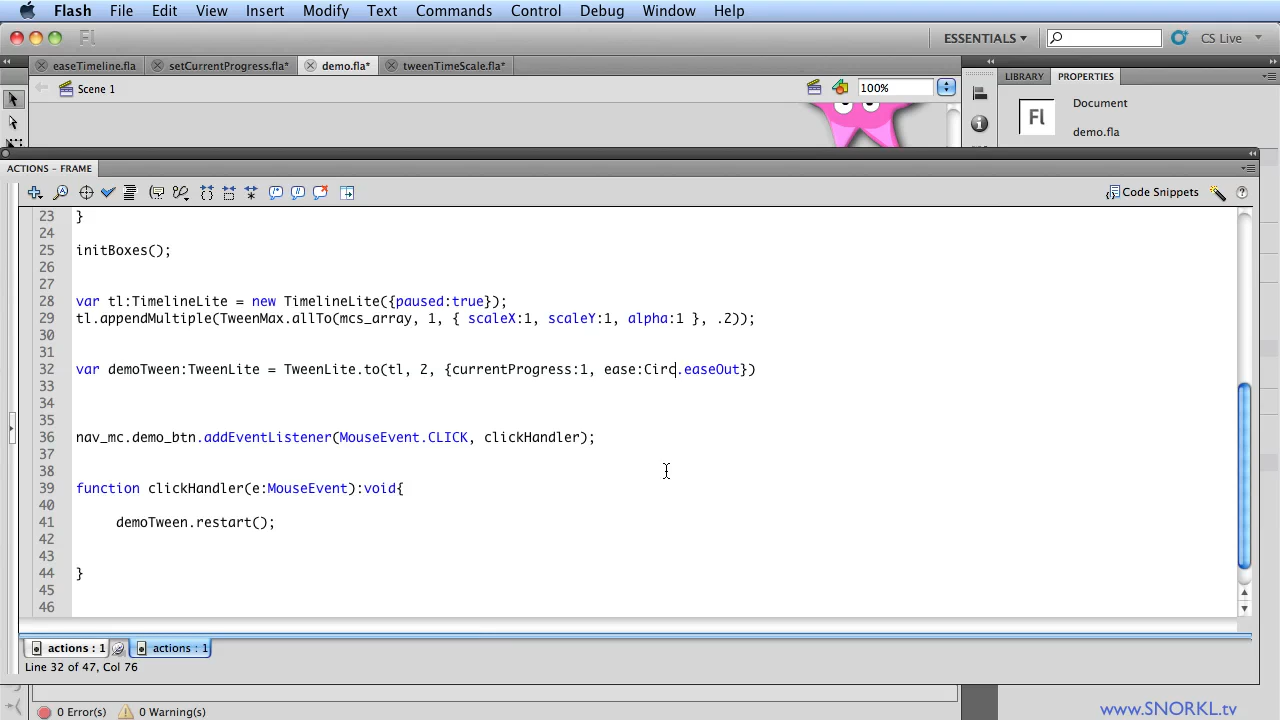 Flash File Edit View Insert Modify Text Commands Control Debug Window Help
Fl ESSENTIALS CS Live
easeTimeline.fla setCurrentProgress.fla* demo.fla* tweenTimeScale.fla* LIBRARY PROPERTIES
Scene 1 100%
Fl Document
demo.fla
ACTIONS - FRAME
Code Snippets
23 }
24
25 initBoxes();
26
27
28 var tl:TimelineLite = new TimelineLite({paused:true});
29 tl.appendMultiple(TweenMax.allTo(mcs_array, 1, { scaleX:1, scaleY:1, alpha:1 }, .2));
30
31
32 var demoTween:TweenLite = TweenLite.to(tl, 2, {currentProgress:1, ease:Circ.easeOut})
33
34
35
36 nav_mc.demo_btn.addEventListener(MouseEvent.CLICK, clickHandler);
37
38
39 function clickHandler(e:MouseEvent):void{
40
41 demoTween.restart();
42
43
44 }
45
46
actions : 1 actions : 1
Line 32 of 47, Col 76
0 Error(s) 0 Warning(s)
www.SNORKL.tv